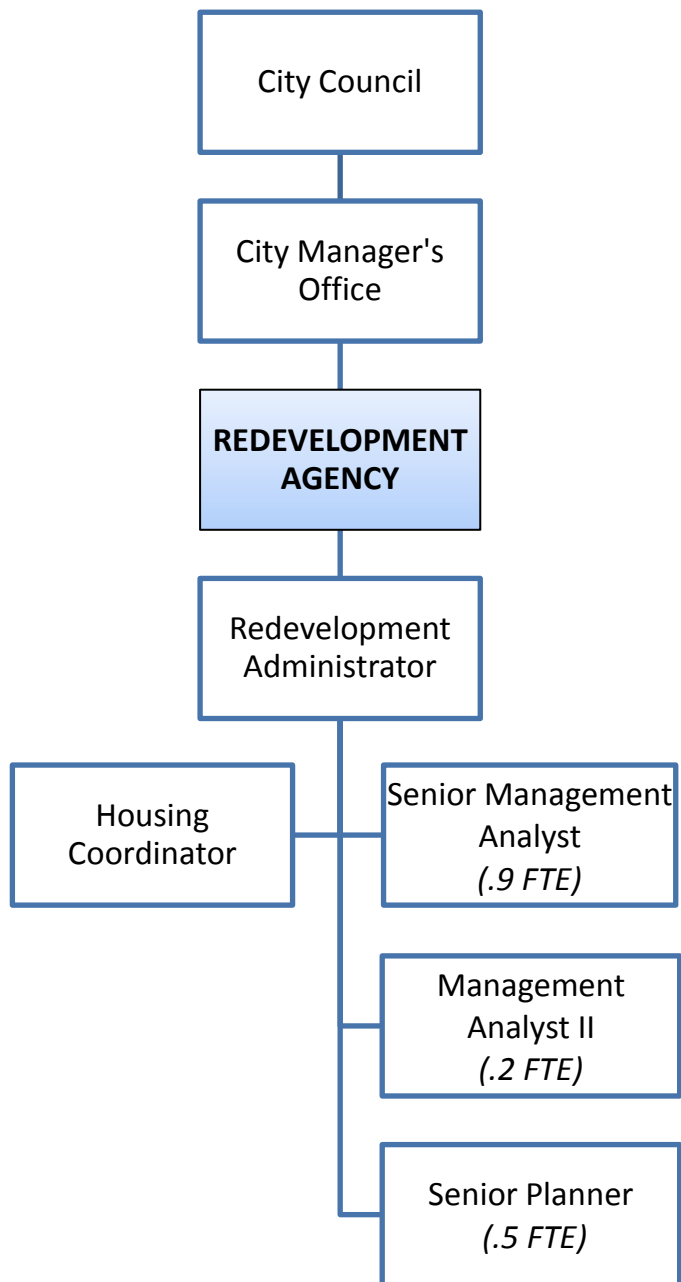 City Council
City Manager's
Office
REDEVELOPMENT
AGENCY
Redevelopment
Administrator
Housing
Coordinator
Senior Management
Analyst
(.9 FTE)
Management
Analyst II
(.2 FTE)
Senior Planner
(.5 FTE)